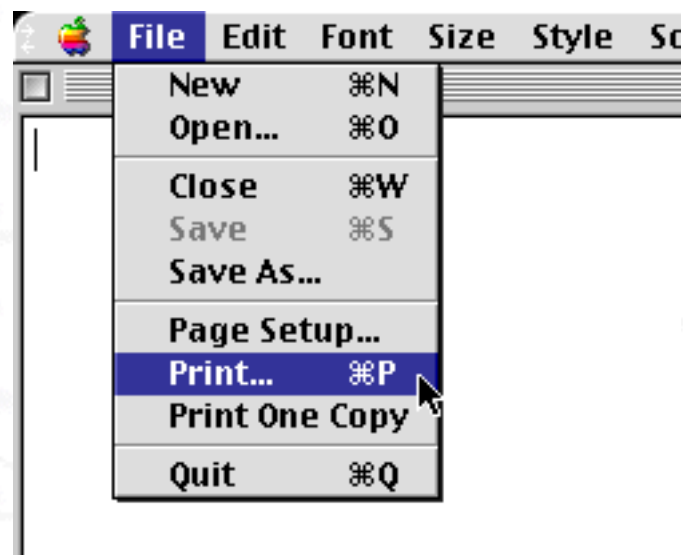 File Edit Font Size Style
New ⌘N
Open... ⌘O
Close ⌘W
Save ⌘S
Save As...
Page Setup...
Print... ⌘P
Print One Copy
Quit ⌘Q